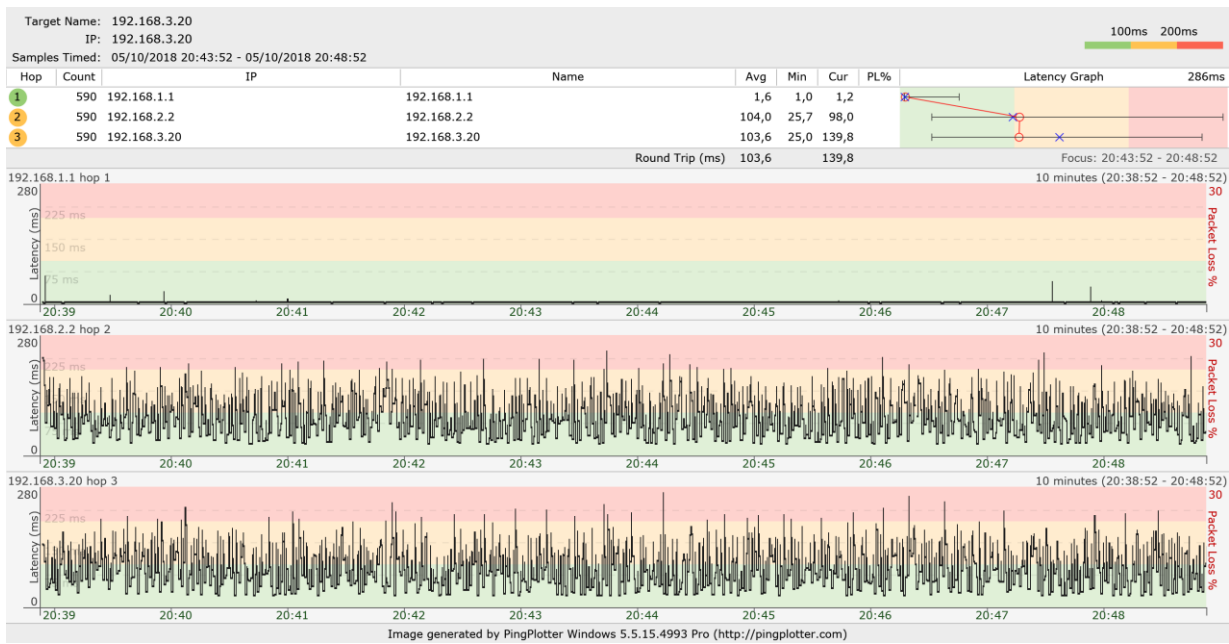 Target Name: 192.168.3.20
IP: 192.168.3.20
Samples Timed: 05/10/2018 20:43:52 - 05/10/2018 20:48:52
100ms 200ms
Hop Count IP Name Avg Min Cur PL% Latency Graph 286ms
1 590 192.168.1.1 192.168.1.1 1,6 1,0 1,2
2 590 192.168.2.2 192.168.2.2 104,0 25,7 98,0
3 590 192.168.3.20 192.168.3.20 103,6 25,0 139,8
Round Trip (ms) 103,6 139,8 Focus: 20:43:52 - 20:48:52
192.168.1.1 hop 1 10 minutes (20:38:52 - 20:48:52)
280 30
225 ms
150 ms
75 ms
0
Latency (ms)
Packet Loss %
20:39 20:40 20:41 20:42 20:43 20:44 20:45 20:46 20:47 20:48
192.168.2.2 hop 2 10 minutes (20:38:52 - 20:48:52)
280 30
225 ms
0
Latency (ms)
Packet Loss %
20:39 20:40 20:41 20:42 20:43 20:44 20:45 20:46 20:47 20:48
192.168.3.20 hop 3 10 minutes (20:38:52 - 20:48:52)
280 30
225 ms
0
Latency (ms)
Packet Loss %
20:39 20:40 20:41 20:42 20:43 20:44 20:45 20:46 20:47 20:48
Image generated by PingPlotter Windows 5.5.15.4993 Pro (http://pingplotter.com)